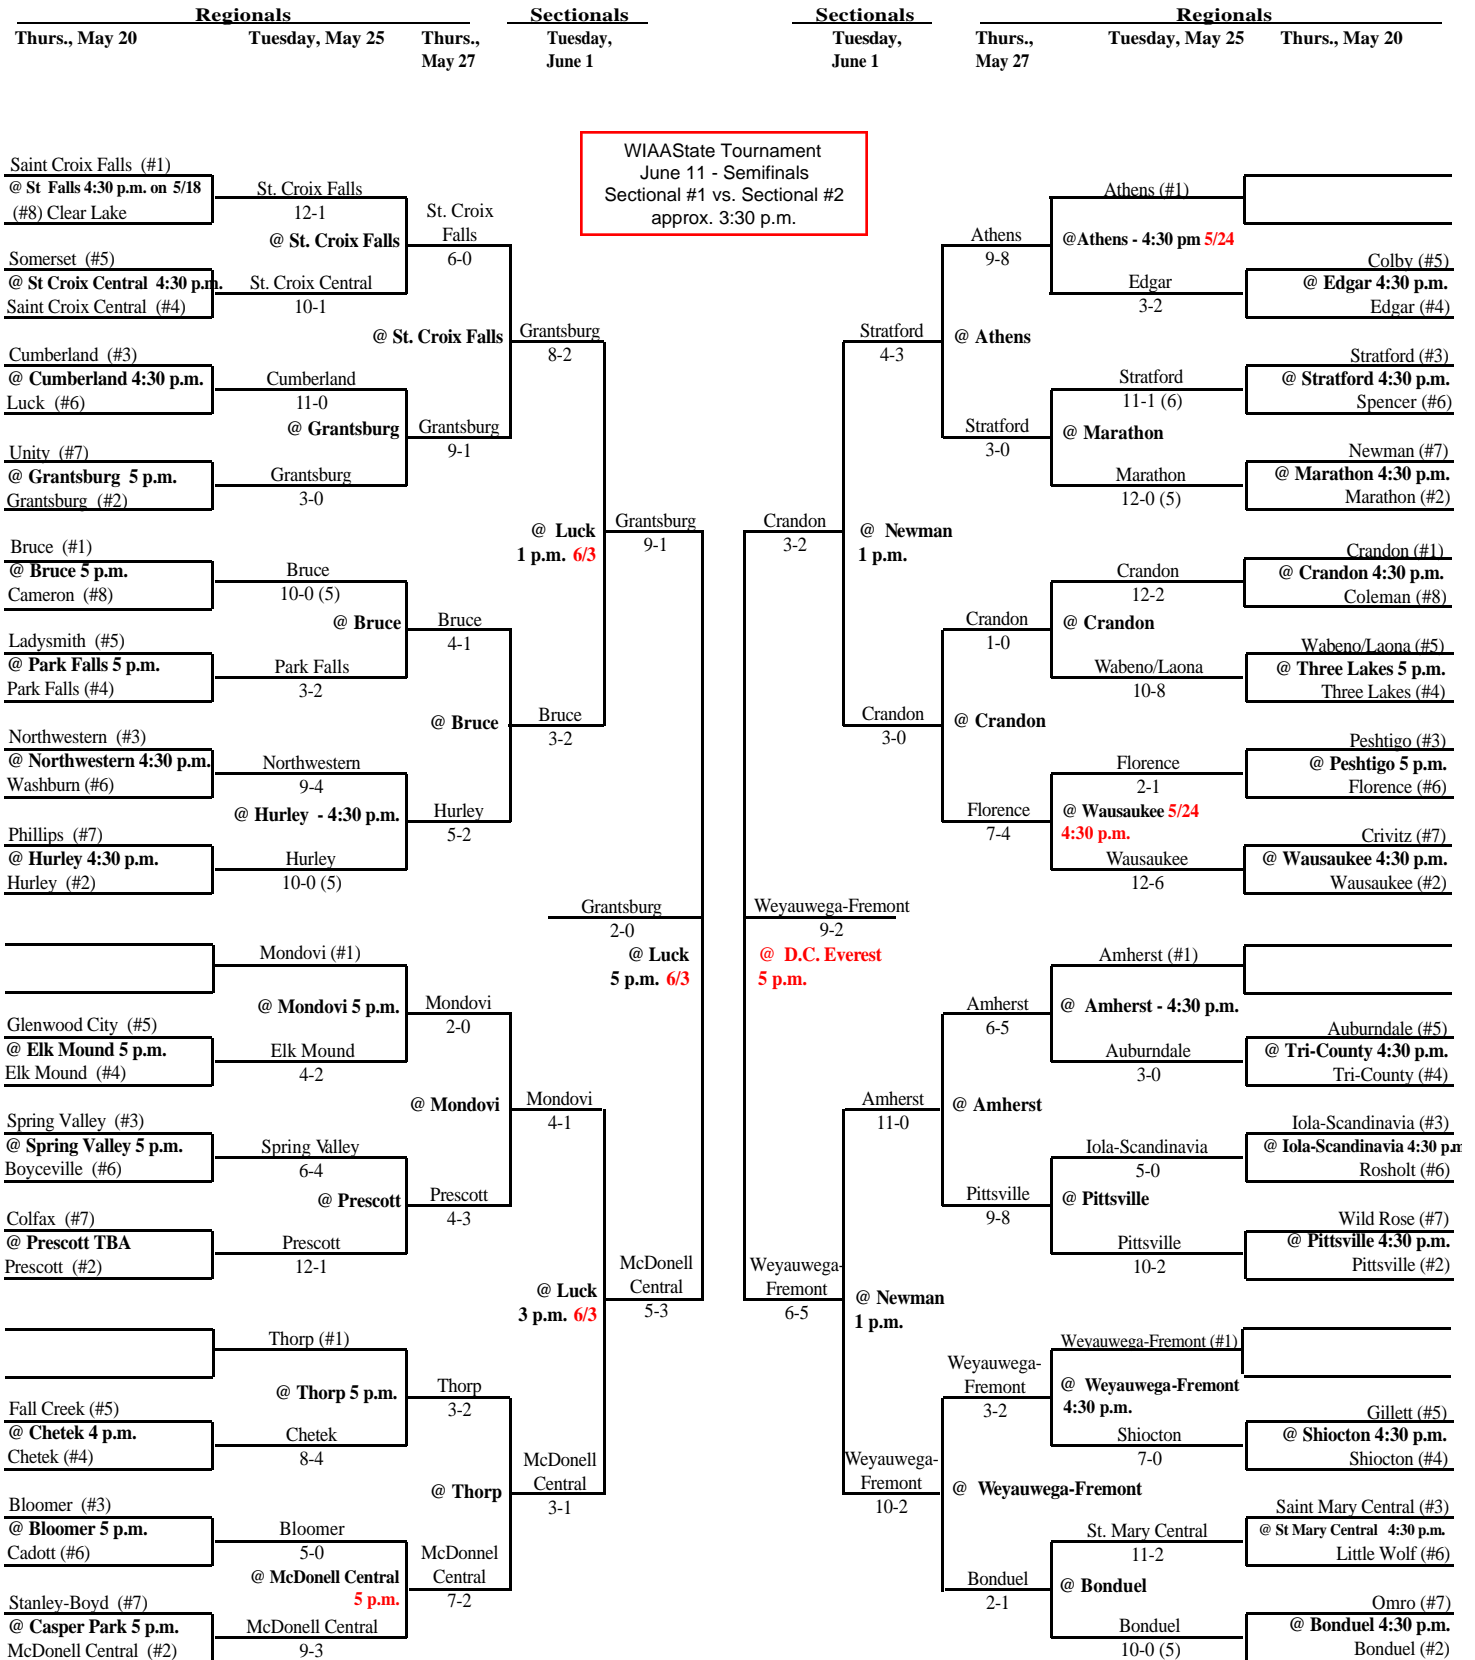 Regionals
Sectionals
Sectionals
Regionals
Thurs., May 20
Tuesday, May 25
Thurs.,
May 27
Tuesday,
June 1
Tuesday,
June 1
Thurs.,
May 27
Tuesday, May 25
Thurs., May 20
WIAAState Tournament
June 11 - Semifinals
Sectional #1 vs. Sectional #2
approx. 3:30 p.m.
Saint Croix Falls (#1)
@ St Falls 4:30 p.m. on 5/18
(#8) Clear Lake
St. Croix Falls
12-1
@ St. Croix Falls
St. Croix
Falls
6-0
Somerset (#5)
@ St Croix Central 4:30 p.m.
Saint Croix Central (#4)
St. Croix Central
10-1
@ St. Croix Falls
Grantsburg
8-2
Cumberland (#3)
@ Cumberland 4:30 p.m.
Luck (#6)
Cumberland
11-0
@ Grantsburg
Grantsburg
9-1
Unity (#7)
@ Grantsburg 5 p.m.
Grantsburg (#2)
Grantsburg
3-0
@ Luck
1 p.m. 6/3
Grantsburg
9-1
Bruce (#1)
@ Bruce 5 p.m.
Cameron (#8)
Bruce
10-0 (5)
@ Bruce
Bruce
4-1
Ladysmith (#5)
@ Park Falls 5 p.m.
Park Falls (#4)
Park Falls
3-2
@ Bruce
Bruce
3-2
Northwestern (#3)
@ Northwestern 4:30 p.m.
Washburn (#6)
Northwestern
9-4
@ Hurley - 4:30 p.m.
Hurley
5-2
Phillips (#7)
@ Hurley 4:30 p.m.
Hurley (#2)
Hurley
10-0 (5)
Grantsburg
2-0
@ Luck
5 p.m. 6/3
Mondovi (#1)
@ Mondovi 5 p.m.
Mondovi
2-0
Glenwood City (#5)
@ Elk Mound 5 p.m.
Elk Mound (#4)
Elk Mound
4-2
@ Mondovi
Mondovi
4-1
Spring Valley (#3)
@ Spring Valley 5 p.m.
Boyceville (#6)
Spring Valley
6-4
@ Prescott
Prescott
4-3
Colfax (#7)
@ Prescott TBA
Prescott (#2)
Prescott
12-1
@ Luck
3 p.m. 6/3
McDonell
Central
5-3
Thorp (#1)
@ Thorp 5 p.m.
Thorp
3-2
Fall Creek (#5)
@ Chetek 4 p.m.
Chetek (#4)
Chetek
8-4
@ Thorp
McDonell
Central
3-1
Bloomer (#3)
@ Bloomer 5 p.m.
Cadott (#6)
Bloomer
5-0
@ McDonell Central
5 p.m.
McDonnel
Central
7-2
Stanley-Boyd (#7)
@ Casper Park 5 p.m.
McDonell Central (#2)
McDonell Central
9-3
Athens (#1)
@Athens - 4:30 pm 5/24
Athens
9-8
Colby (#5)
@ Edgar 4:30 p.m.
Edgar (#4)
Edgar
3-2
@ Athens
Stratford
4-3
Stratford (#3)
@ Stratford 4:30 p.m.
Spencer (#6)
Stratford
11-1 (6)
@ Marathon
Stratford
3-0
Newman (#7)
@ Marathon 4:30 p.m.
Marathon (#2)
Marathon
12-0 (5)
@ Newman
1 p.m.
Crandon
3-2
Crandon (#1)
@ Crandon 4:30 p.m.
Coleman (#8)
Crandon
12-2
@ Crandon
Crandon
1-0
Wabeno/Laona (#5)
@ Three Lakes 5 p.m.
Three Lakes (#4)
Wabeno/Laona
10-8
@ Crandon
Crandon
3-0
Peshtigo (#3)
@ Peshtigo 5 p.m.
Florence (#6)
Florence
2-1
@ Wausaukee 5/24
4:30 p.m.
Florence
7-4
Crivitz (#7)
@ Wausaukee 4:30 p.m.
Wausaukee (#2)
Wausaukee
12-6
Weyauwega-Fremont
9-2
@ D.C. Everest
5 p.m.
Amherst (#1)
@ Amherst - 4:30 p.m.
Amherst
6-5
Auburndale (#5)
@ Tri-County 4:30 p.m.
Tri-County (#4)
Auburndale
3-0
@ Amherst
Amherst
11-0
Iola-Scandinavia (#3)
@ Iola-Scandinavia 4:30 p.m
Rosholt (#6)
Iola-Scandinavia
5-0
@ Pittsville
Pittsville
9-8
Wild Rose (#7)
@ Pittsville 4:30 p.m.
Pittsville (#2)
Pittsville
10-2
@ Newman
1 p.m.
Weyauwega-
Fremont
6-5
Weyauwega-Fremont (#1)
@ Weyauwega-Fremont
4:30 p.m.
Weyauwega-
Fremont
3-2
Gillett (#5)
@ Shiocton 4:30 p.m.
Shiocton (#4)
Shiocton
7-0
@ Weyauwega-Fremont
Weyauwega-
Fremont
10-2
Saint Mary Central (#3)
@ St Mary Central 4:30 p.m.
Little Wolf (#6)
St. Mary Central
11-2
@ Bonduel
Bonduel
2-1
Omro (#7)
@ Bonduel 4:30 p.m.
Bonduel (#2)
Bonduel
10-0 (5)